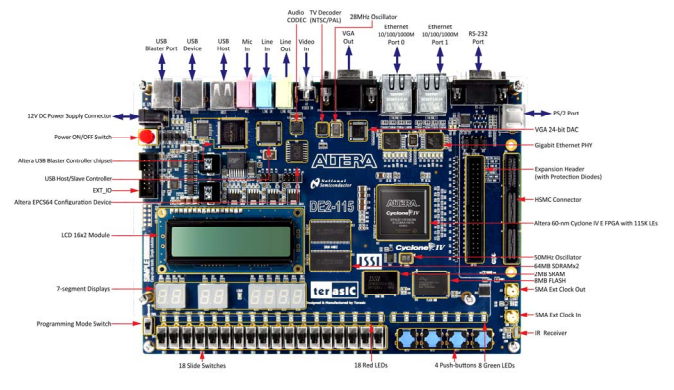 Audio
CODEC
TV Decoder
(NTSC/PAL)
28MHz Oscillator
USB
Blaster Port
USB
Device
USB
Host
Mic
In
Line
In
Line
Out
Video
In
VGA
Out
Ethernet
10/100/1000M
Port 0
Ethernet
10/100/1000M
Port 1
RS-232
Port
12V DC Power Supply Connector
PS/2 Port
Power ON/OFF Switch
VGA 24-bit DAC
Gigabit Ethernet PHY
Altera USB Blaster Controller chipset
Expansion Header
(with Protection Diodes)
USB Host/Slave Controller
EXT_IO
HSMC Connector
Altera EPCS64 Configuration Device
Altera 60-nm Cyclone IV E FPGA with 115K LEs
LCD 16x2 Module
50MHz Oscillator
64MB SDRAMx2
2MB SRAM
8MB FLASH
7-segment Displays
SMA Ext Clock Out
SMA Ext Clock In
Programming Mode Switch
IR Receiver
18 Slide Switches
18 Red LEDs
4 Push-buttons
8 Green LEDs
ALTERA
National
Semiconductor
DE2-115
ALTERA
Cyclone IV
Cyclone IV
ISSI
terasic
Designed & Manufactured by Terasic